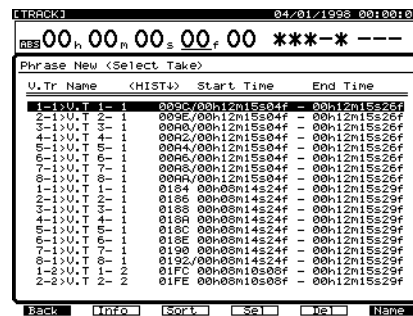 [TRACK] 04/01/1998 00:00:0
ABS 00h 00m 00s 00f 00 ***-* ---
Phrase New (Select Take)
V.Tr Name (HIST↓) Start Time End Time
1-1>V.T 1- 1 009C/00h12m15s04f - 00h12m15s26f
2-1>V.T 2- 1 009E/00h12m15s04f - 00h12m15s26f
3-1>V.T 3- 1 00A0/00h12m15s04f - 00h12m15s26f
4-1>V.T 4- 1 00A2/00h12m15s04f - 00h12m15s26f
5-1>V.T 5- 1 00A4/00h12m15s04f - 00h12m15s26f
6-1>V.T 6- 1 00A6/00h12m15s04f - 00h12m15s26f
7-1>V.T 7- 1 00A8/00h12m15s04f - 00h12m15s26f
8-1>V.T 8- 1 00AA/00h12m15s04f - 00h12m15s26f
1-1>V.T 1- 1 0184 00h08m14s24f - 00h12m15s29f
2-1>V.T 2- 1 0186 00h08m14s24f - 00h12m15s29f
3-1>V.T 3- 1 0188 00h08m14s24f - 00h12m15s29f
4-1>V.T 4- 1 018A 00h08m14s24f - 00h12m15s29f
5-1>V.T 5- 1 018C 00h08m14s24f - 00h12m15s29f
6-1>V.T 6- 1 018E 00h08m14s24f - 00h12m15s29f
7-1>V.T 7- 1 0190 00h08m14s24f - 00h12m15s29f
8-1>V.T 8- 1 0192/00h08m14s24f - 00h12m15s29f
1-2>V.T 1- 2 01FC 00h08m10s08f - 00h12m15s29f
2-2>V.T 2- 2 01FE 00h08m10s08f - 00h12m15s29f
Back Info Sort Sel Del Name